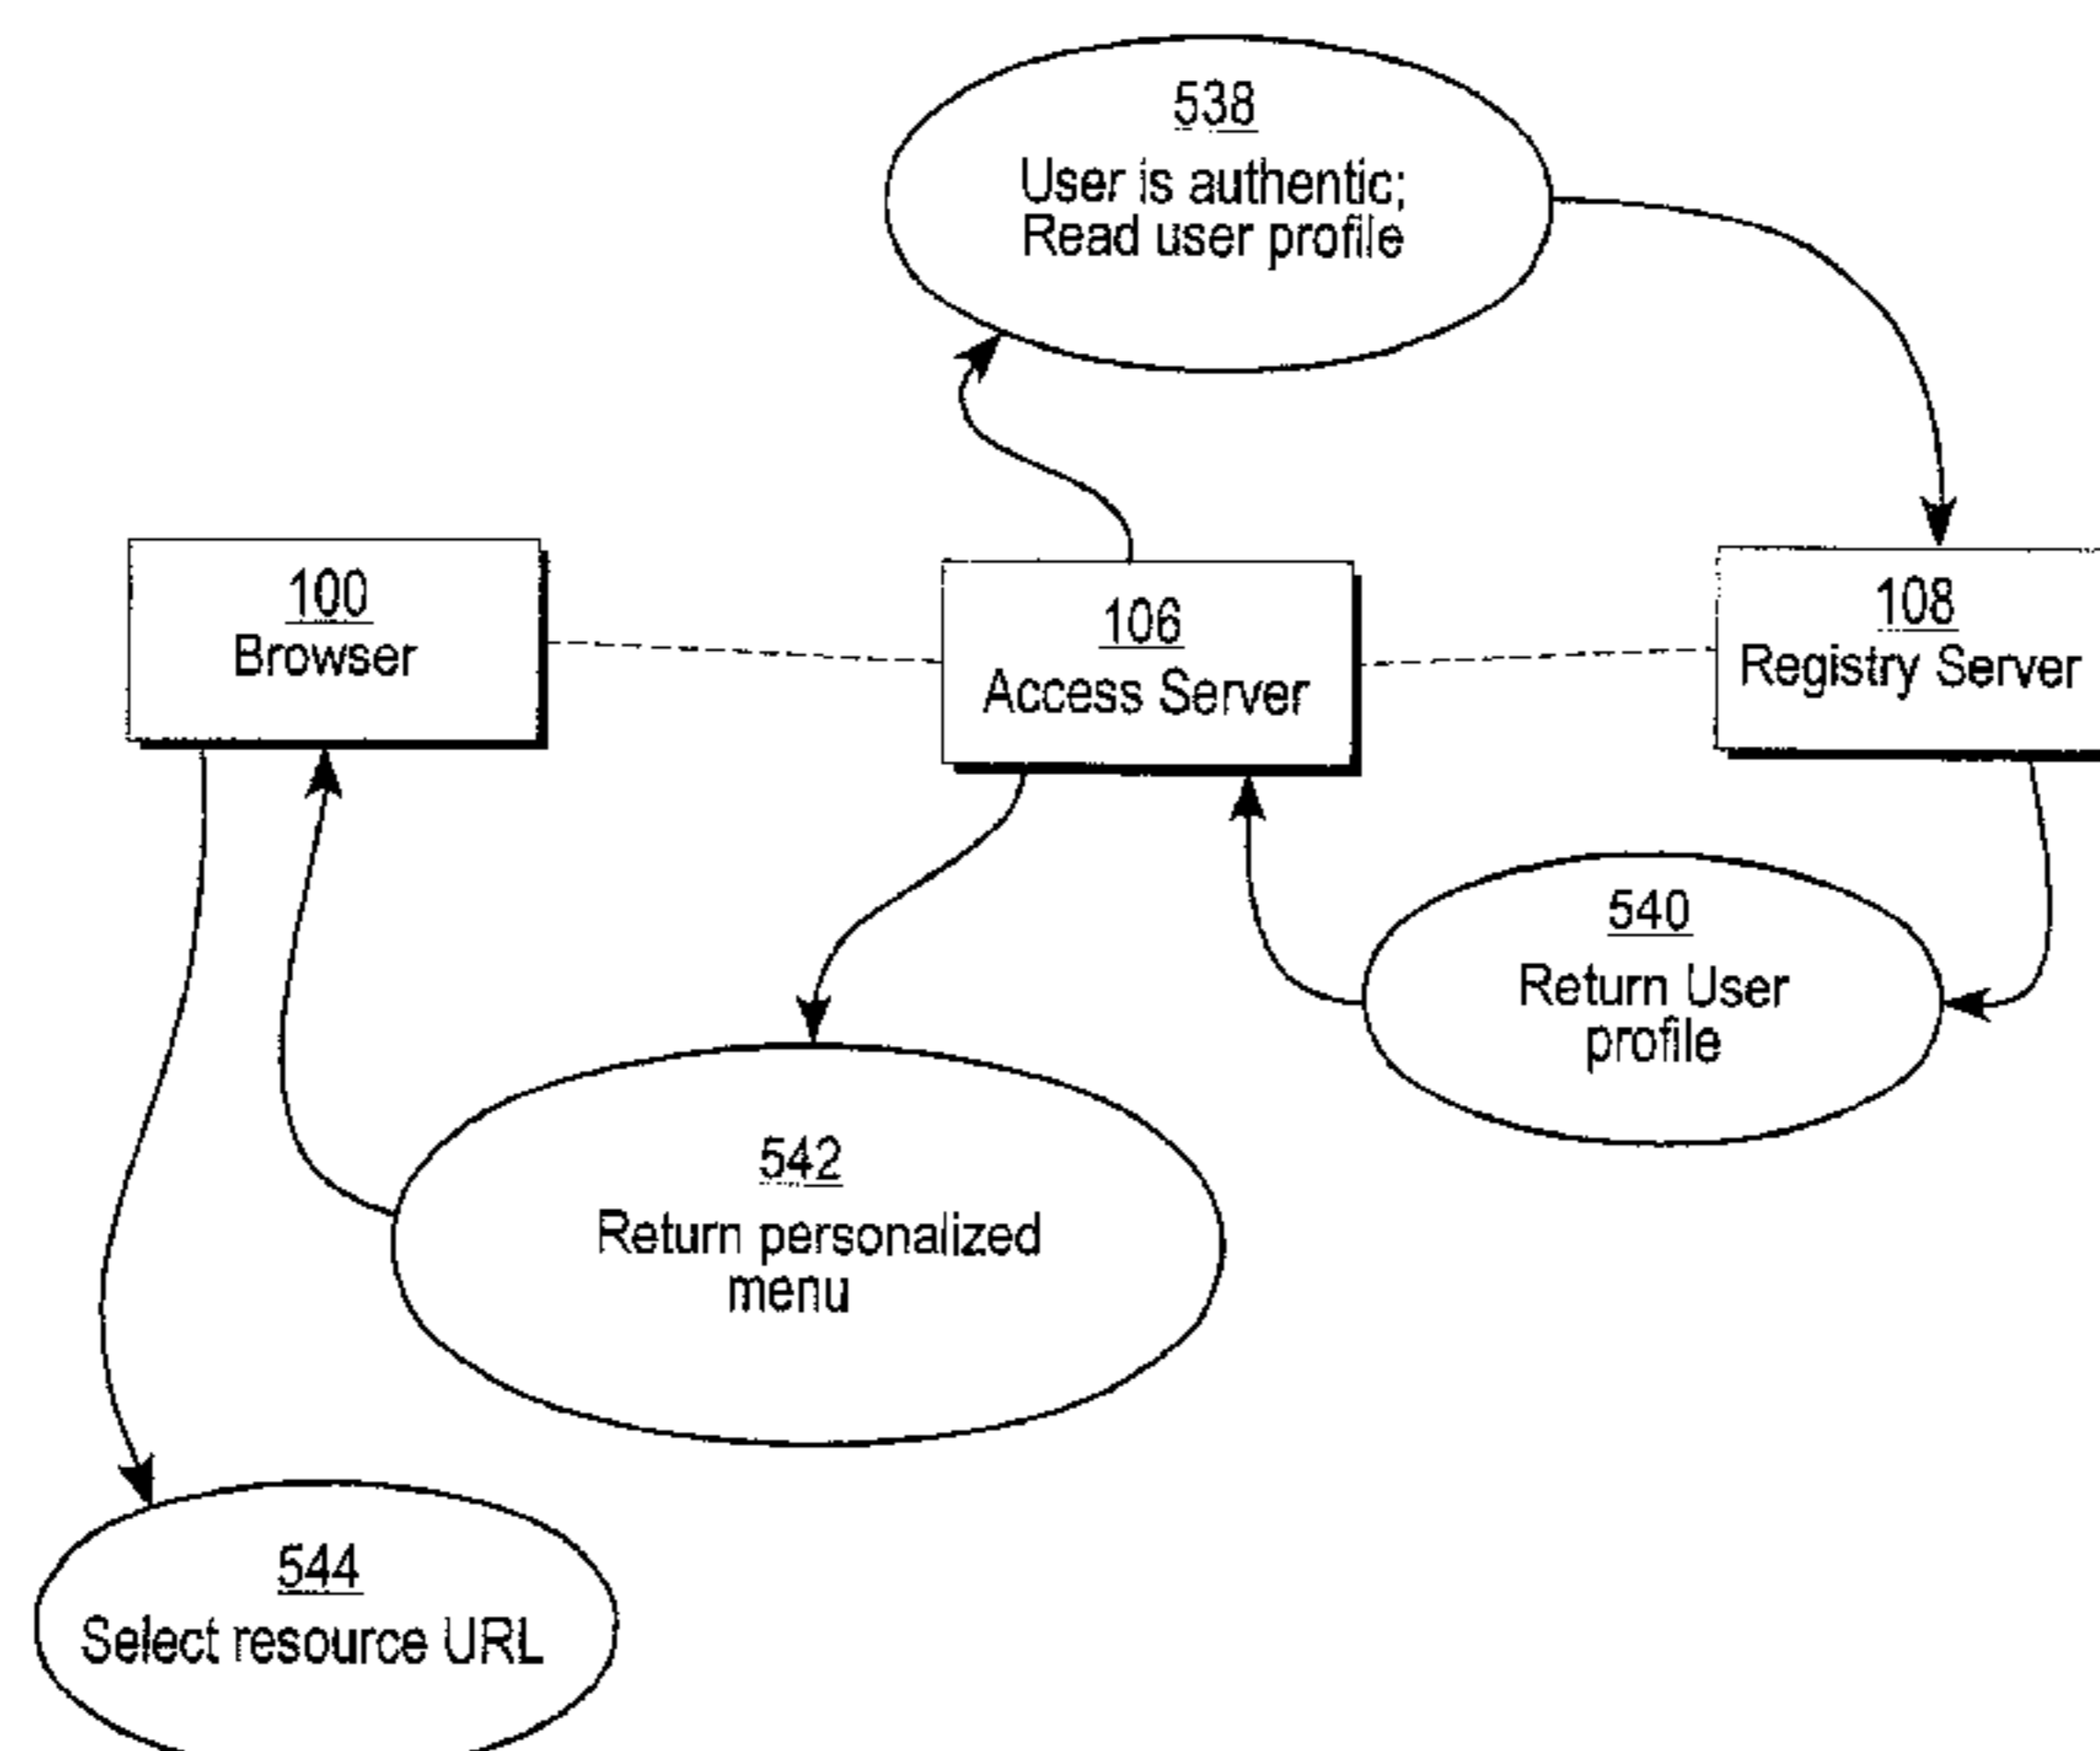 538
User is authentic;
Read user profile
100
Browser
106
Access Server
108
Registry Server
540
Return User
profile
542
Return personalized
menu
544
Select resource URL